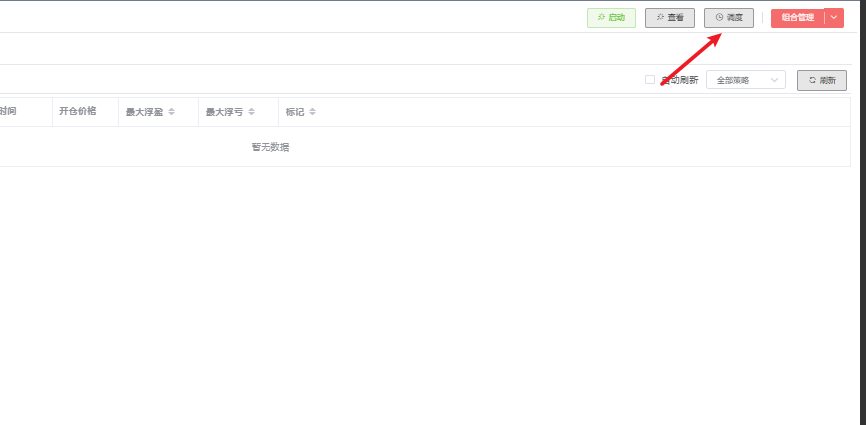 启动 查看 调度 组合管理
自动刷新 全部策略 刷新
时间 开仓价格 最大浮盈 最大浮亏 标记
暂无数据